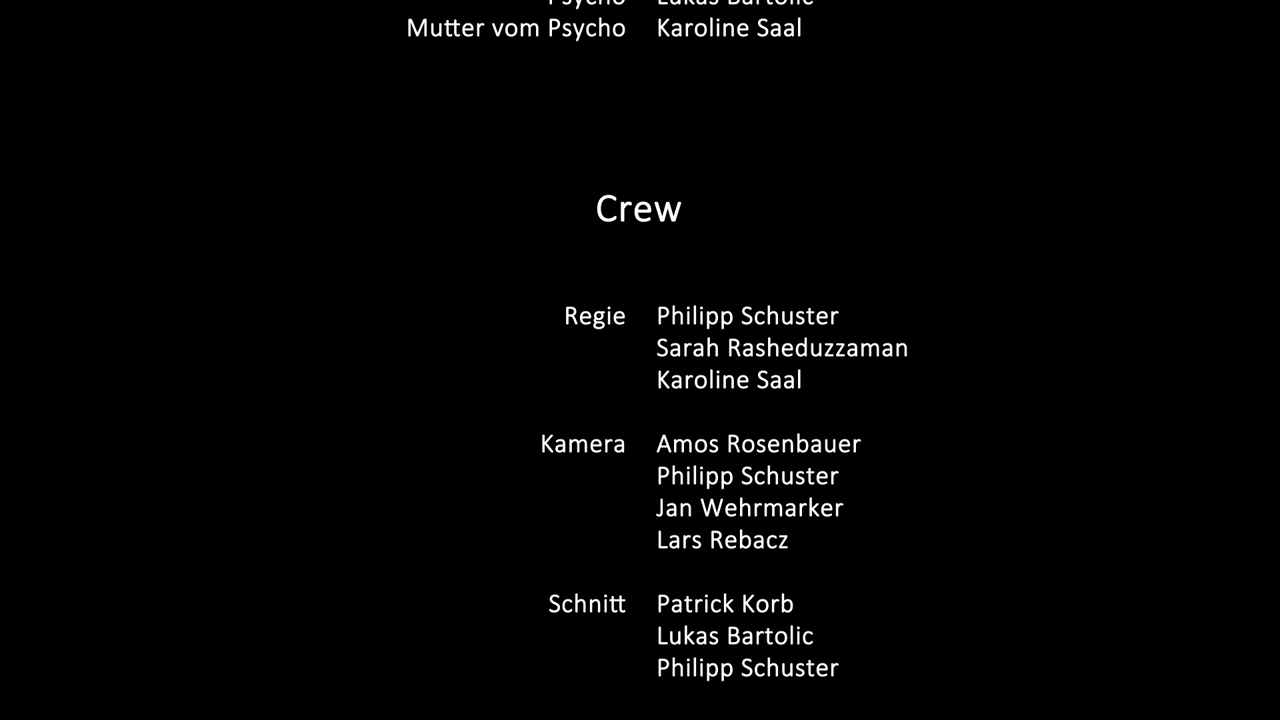 Psycho Lukas Bartolic
Mutter vom Psycho Karoline Saal
Crew
Regie Philipp Schuster
Sarah Rasheduzzaman
Karoline Saal
Kamera Amos Rosenbauer
Philipp Schuster
Jan Wehrmarker
Lars Rebacz
Schnitt Patrick Korb
Lukas Bartolic
Philipp Schuster